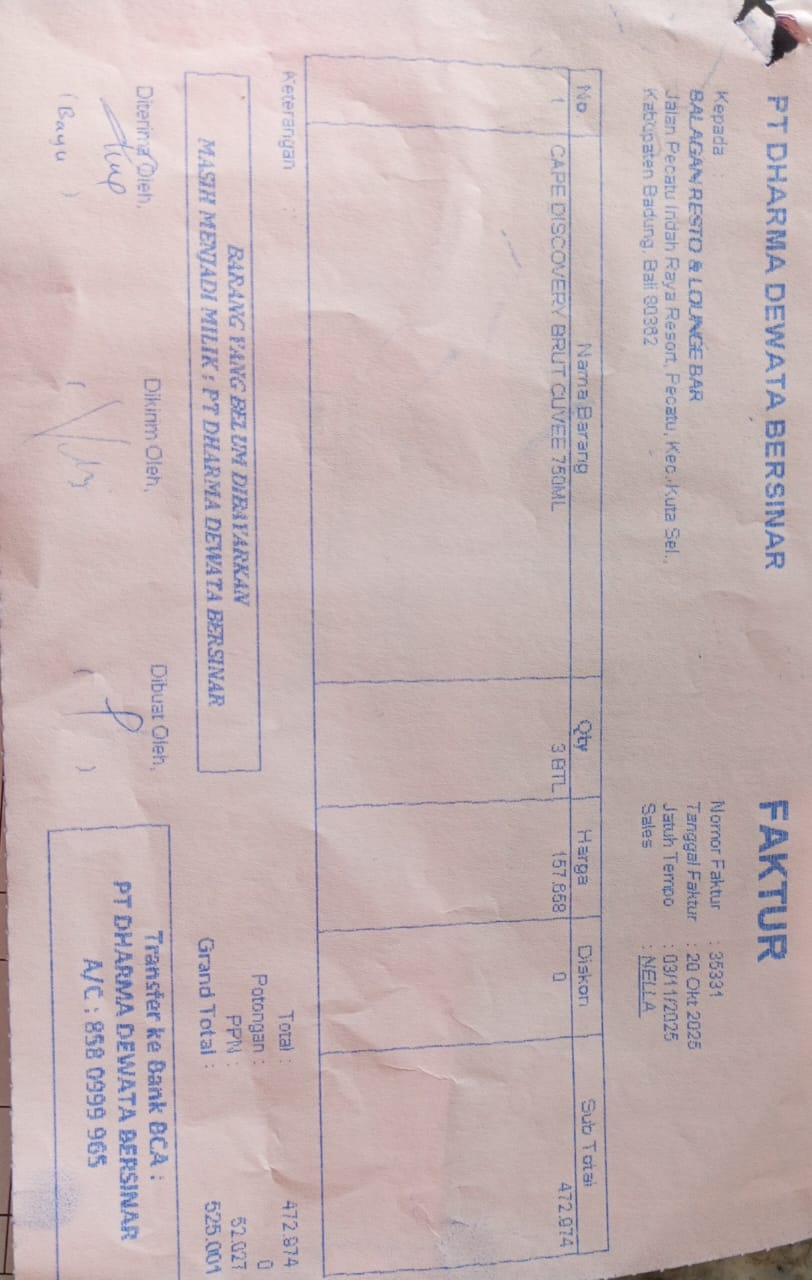 PT DHARMA DEWATA BERSINAR
FAKTUR
Kepada :
BALAGAN RESTO & LOUNGE BAR
Jalan Pecatu Indah Raya Resort, Pecatu, Kec. Kuta Sel.,
Kabupaten Badung, Bali 80362
Nomor Faktur : 35331
Tanggal Faktur : 20 Okt 2025
Jatuh Tempo : 03/11/2025
Sales : NELLA
No Nama Barang Qty Harga Diskon Sub Total
1 CAPE DISCOVERY BRUT CUVEE 750ML 3 BTL 157.658 0 472.974
Keterangan :
Total : 472.974
Potongan : 0
PPN : 52.027
Grand Total : 525.001
BARANG YANG BELUM DIBAYARKAN
MASIH MENJADI MILIK : PT DHARMA DEWATA BERSINAR
Diterima Oleh, Dikirim Oleh, Dibuat Oleh,
( Bayu )
Transfer ke Bank BCA :
PT DHARMA DEWATA BERSINAR
A/C : 858 0999 965